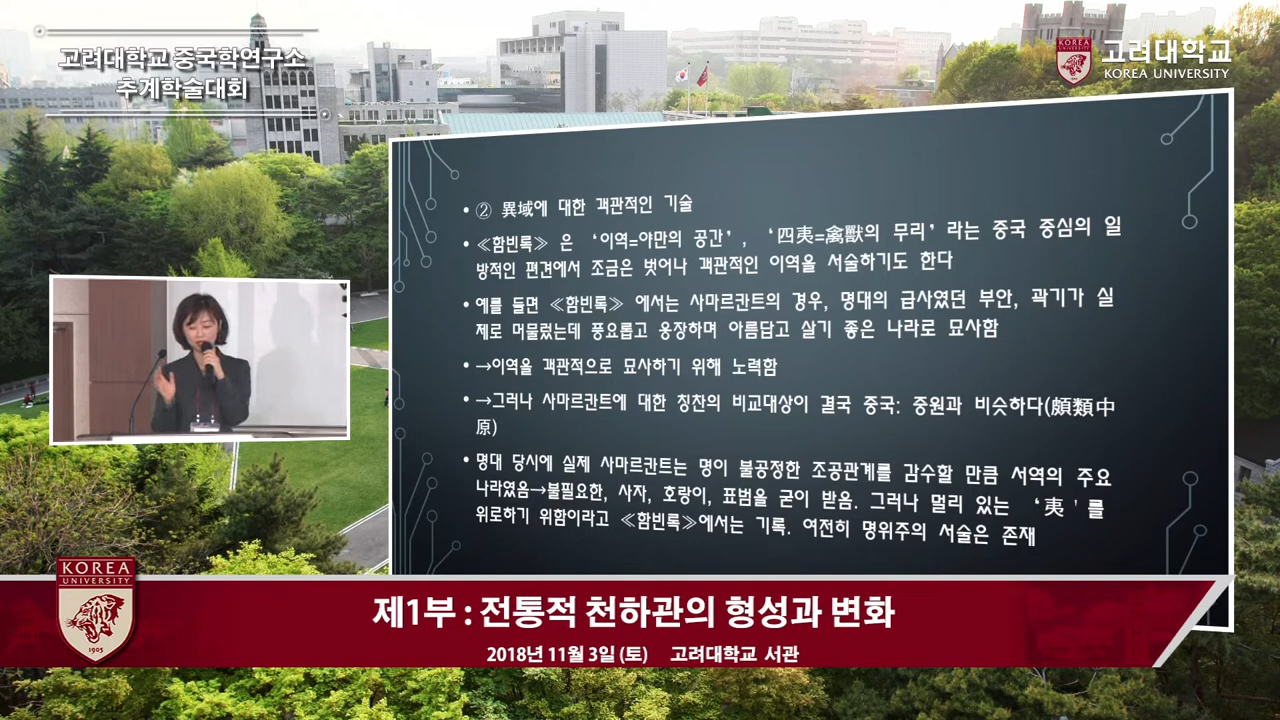 고려대학교 중국학연구소
추계학술대회
KOREA
UNIVERSITY
고려대학교
KOREA UNIVERSITY
• ② 異域에 대한 객관적인 기술
• ≪함빈록≫ 은 ‘이역=야만의 공간’, ‘四夷=禽獸의 무리’라는 중국 중심의 일
방적인 편견에서 조금은 벗어나 객관적인 이역을 서술하기도 한다
• 예를 들면 ≪함빈록≫ 에서는 사마르칸트의 경우, 명대의 급사였던 부안, 곽기가 실
제로 머물렀는데 풍요롭고 웅장하며 아름답고 살기 좋은 나라로 묘사함
• →이역을 객관적으로 묘사하기 위해 노력함
• →그러나 사마르칸트에 대한 칭찬의 비교대상이 결국 중국: 중원과 비슷하다(頗類中
原)
• 명대 당시에 실제 사마르칸트는 명이 불공정한 조공관계를 감수할 만큼 서역의 주요
나라였음→불필요한, 사자, 호랑이, 표범을 굳이 받음. 그러나 멀리 있는 ‘夷’를
위로하기 위함이라고 ≪함빈록≫에서는 기록. 여전히 명위주의 서술은 존재
KOREA
UNIVERSITY
1905
제1부 : 전통적 천하관의 형성과 변화
2018년 11월 3일 (토) 고려대학교 서관